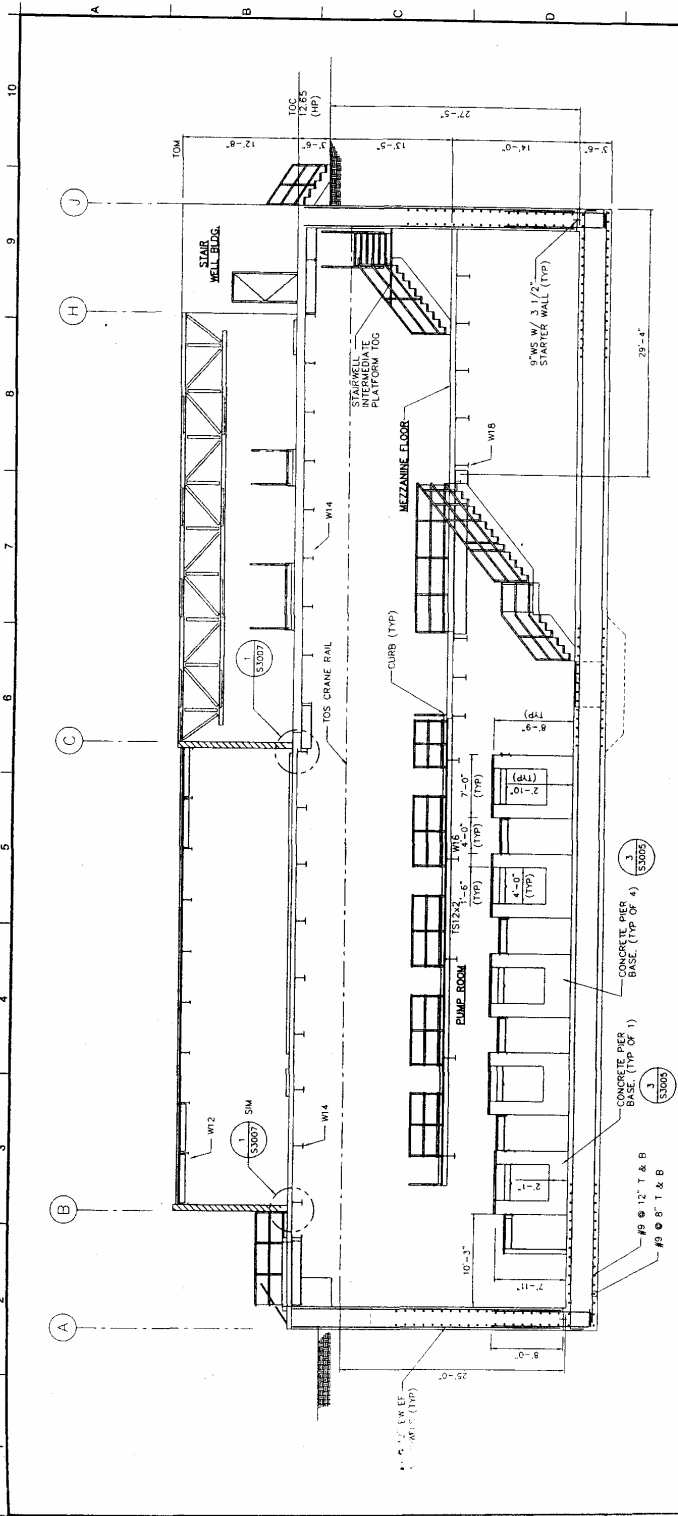 10
9
8
7
6
5
4
3
2
A
B
C
D
J
H
C
B
A
TOM
TOC
12.65
(HP)
12'-8"
3'-6"
13'-5"
14'-0"
3'-6"
27'-5"
STAIR
WELL BLDG.
STAIRWELL
INTERMEDIATE
PLATFORM TOG
MEZZANINE FLOOR
9"WS W/ 3 1/2"
STARTER WALL (TYP)
29'-4"
W18
W14
TOS CRANE RAIL
1
S3007
CURB (TYP)
8'-9"
(TYP)
2'-10"
(TYP)
7'-0"
(TYP)
W16
4'-0"
(TYP)
TS12x2
1'-6"
(TYP)
4'-0"
(TYP)
PUMP ROOM
3
S3005
CONCRETE PIER
BASE. (TYP OF 4)
CONCRETE PIER
BASE. (TYP OF 1)
3
S3005
W12
1
S3007
SIM
W14
2'-1"
10'-3"
7'-11"
8'-0"
25'-0"
#9 @ 12" T & B
#9 @ 8" T & B
EW EF
(TYP)